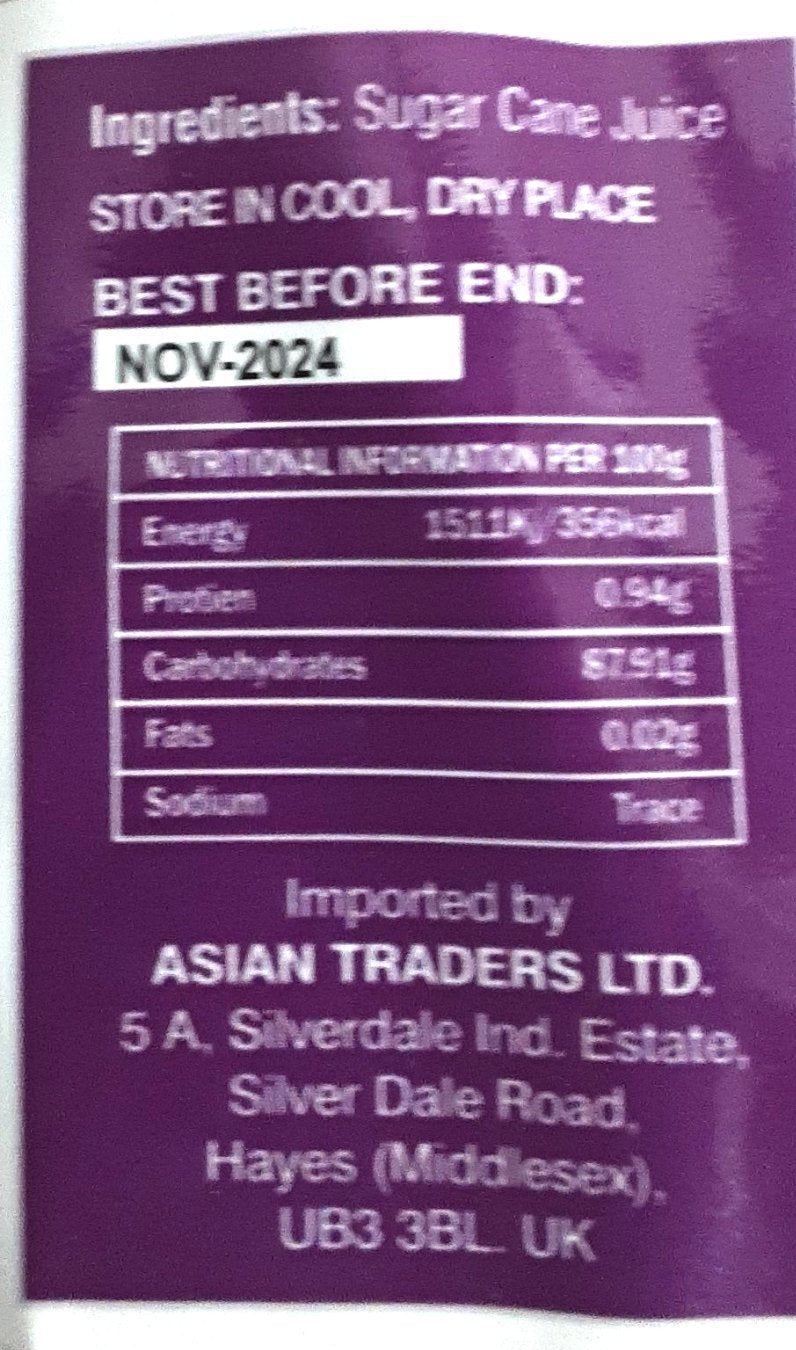 Ingredients: Sugar Cane Juice
STORE IN COOL, DRY PLACE
BEST BEFORE END:
NOV-2024
NUTRITIONAL INFORMATION PER 100g
Energy 1511Kj/356kcal
Protien 0.94g
Carbohydrates 87.91g
Fats 0.02g
Sodium Trace
Imported by
ASIAN TRADERS LTD.
5 A, Silverdale Ind. Estate,
Silver Dale Road,
Hayes (Middlesex),
UB3 3BL. UK